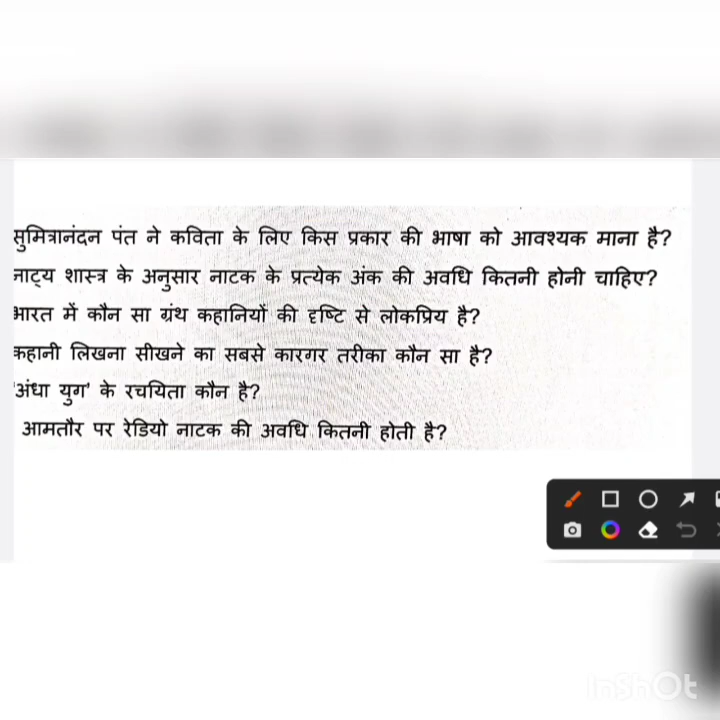 सुमित्रानंदन पंत ने कविता के लिए किस प्रकार की भाषा को आवश्यक माना है?
नाट्य शास्त्र के अनुसार नाटक के प्रत्येक अंक की अवधि कितनी होनी चाहिए?
भारत में कौन सा ग्रंथ कहानियों की दृष्टि से लोकप्रिय है?
कहानी लिखना सीखने का सबसे कारगर तरीका कौन सा है?
'अंधा युग' के रचयिता कौन है?
आमतौर पर रेडियो नाटक की अवधि कितनी होती है?
InShOt